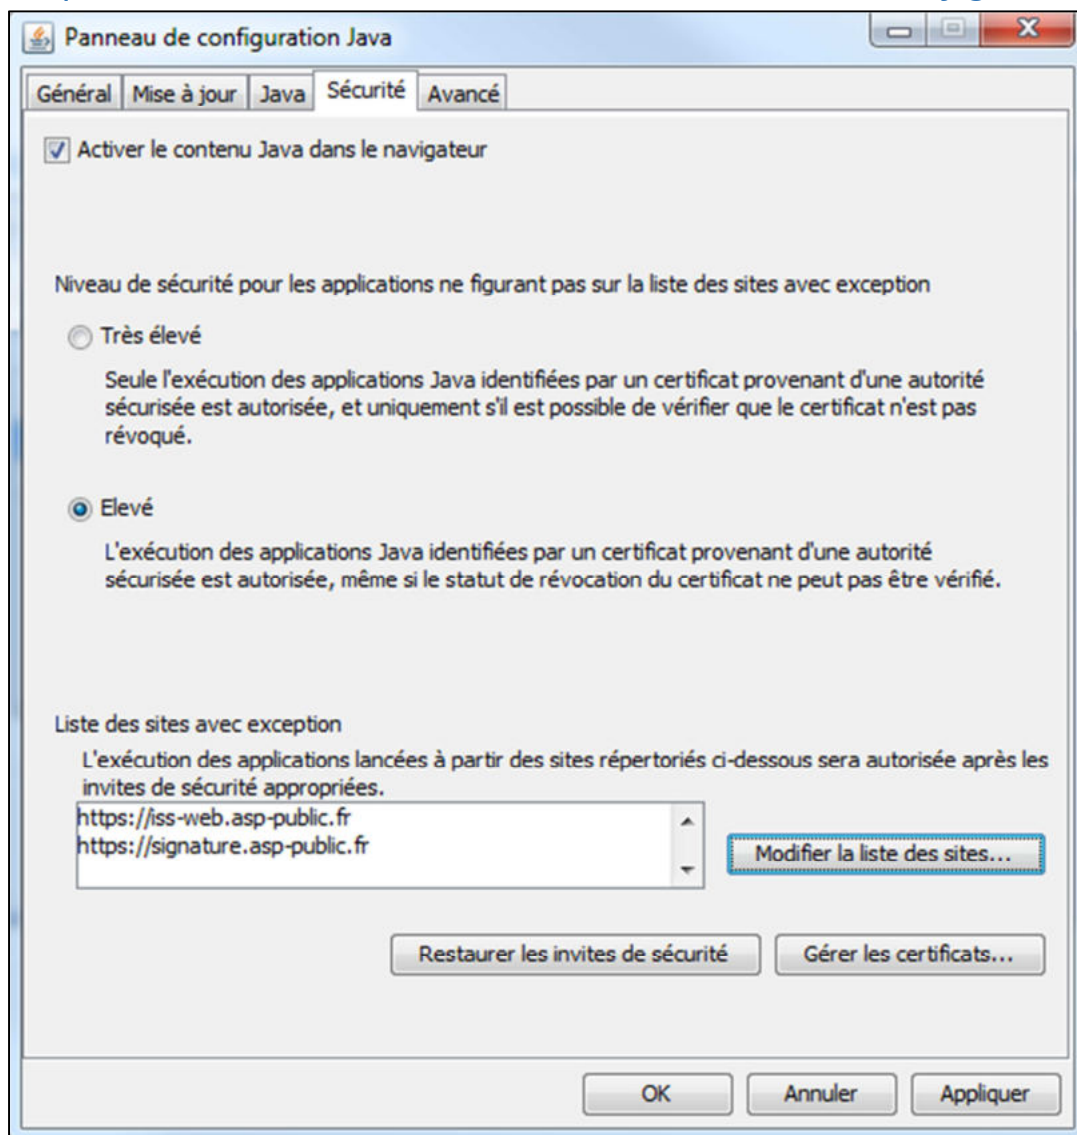 Panneau de configuration Java
Général
Mise à jour
Java
Sécurité
Avancé
Activer le contenu Java dans le navigateur
Niveau de sécurité pour les applications ne figurant pas sur la liste des sites avec exception
Très élevé
Seule l'exécution des applications Java identifiées par un certificat provenant d'une autorité
sécurisée est autorisée, et uniquement s'il est possible de vérifier que le certificat n'est pas
révoqué.
Elevé
L'exécution des applications Java identifiées par un certificat provenant d'une autorité
sécurisée est autorisée, même si le statut de révocation du certificat ne peut pas être vérifié.
Liste des sites avec exception
L'exécution des applications lancées à partir des sites répertoriés ci-dessous sera autorisée après les
invites de sécurité appropriées.
https://iss-web.asp-public.fr
https://signature.asp-public.fr
Modifier la liste des sites...
Restaurer les invites de sécurité
Gérer les certificats...
OK
Annuler
Appliquer